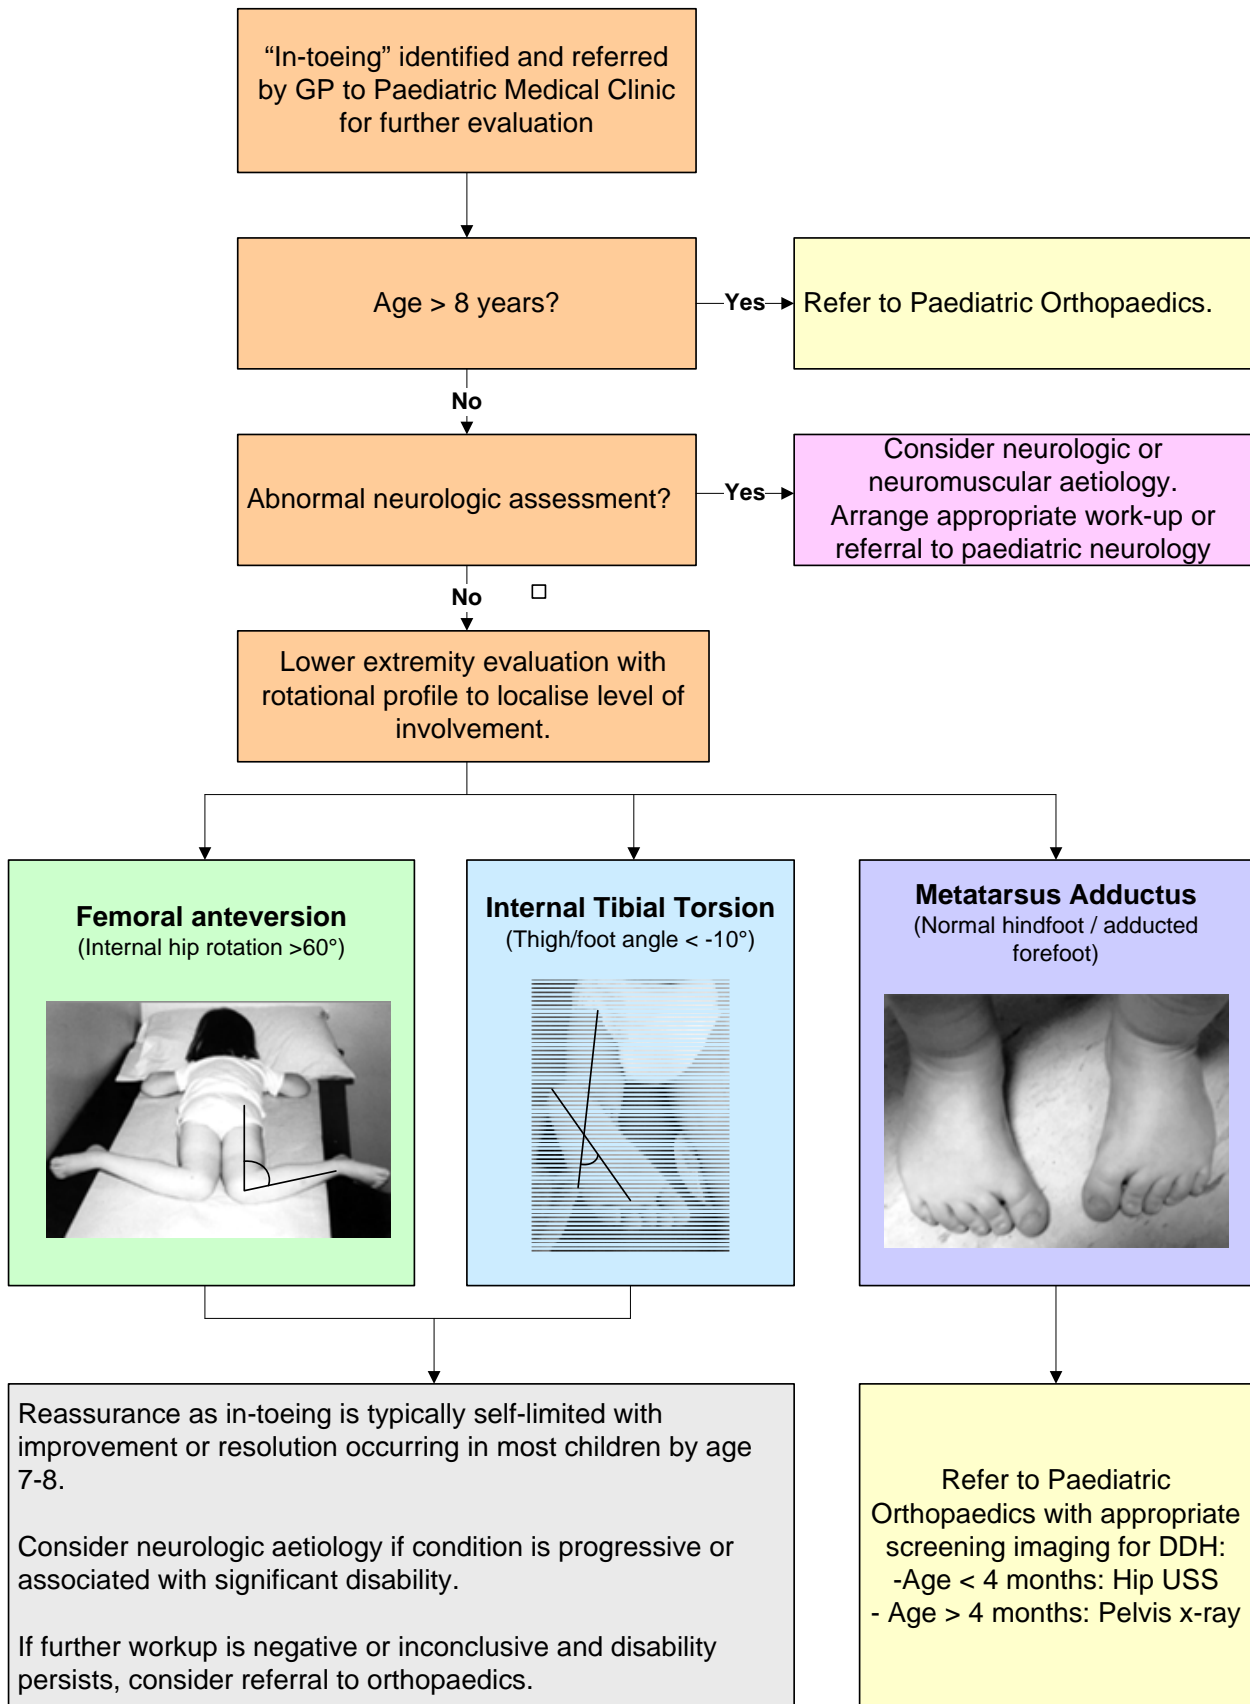 “In-toeing” identified and referred
by GP to Paediatric Medical Clinic
for further evaluation
Age > 8 years?
Yes
Refer to Paediatric Orthopaedics.
No
Abnormal neurologic assessment?
Yes
Consider neurologic or
neuromuscular aetiology.
Arrange appropriate work-up or
referral to paediatric neurology
No
Lower extremity evaluation with
rotational profile to localise level of
involvement.
Femoral anteversion
(Internal hip rotation >60°)
Internal Tibial Torsion
(Thigh/foot angle < -10°)
Metatarsus Adductus
(Normal hindfoot / adducted
forefoot)
Reassurance as in-toeing is typically self-limited with
improvement or resolution occurring in most children by age
7-8.
Consider neurologic aetiology if condition is progressive or
associated with significant disability.
If further workup is negative or inconclusive and disability
persists, consider referral to orthopaedics.
Refer to Paediatric
Orthopaedics with appropriate
screening imaging for DDH:
-Age < 4 months: Hip USS
- Age > 4 months: Pelvis x-ray